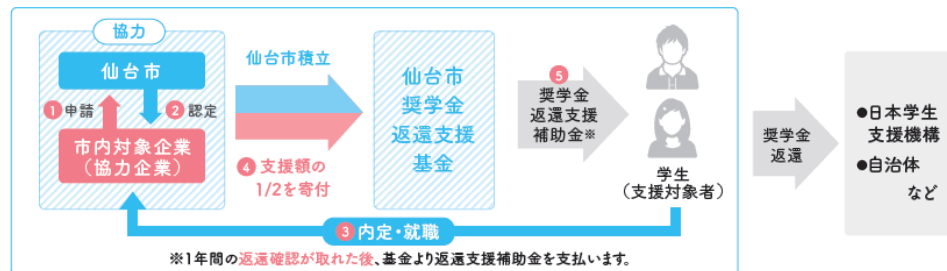 協力
仙台市
①申請
②認定
市内対象企業
(協力企業)
仙台市積立
④支援額の
1/2を寄付
仙台市
奨学金
返還支援
基金
⑤
奨学金
返還支援
補助金※
学生
(支援対象者)
③内定・就職
※1年間の返還確認が取れた後、基金より返還支援補助金を支払います。
奨学金
返還
●日本学生
支援機構
●自治体
など